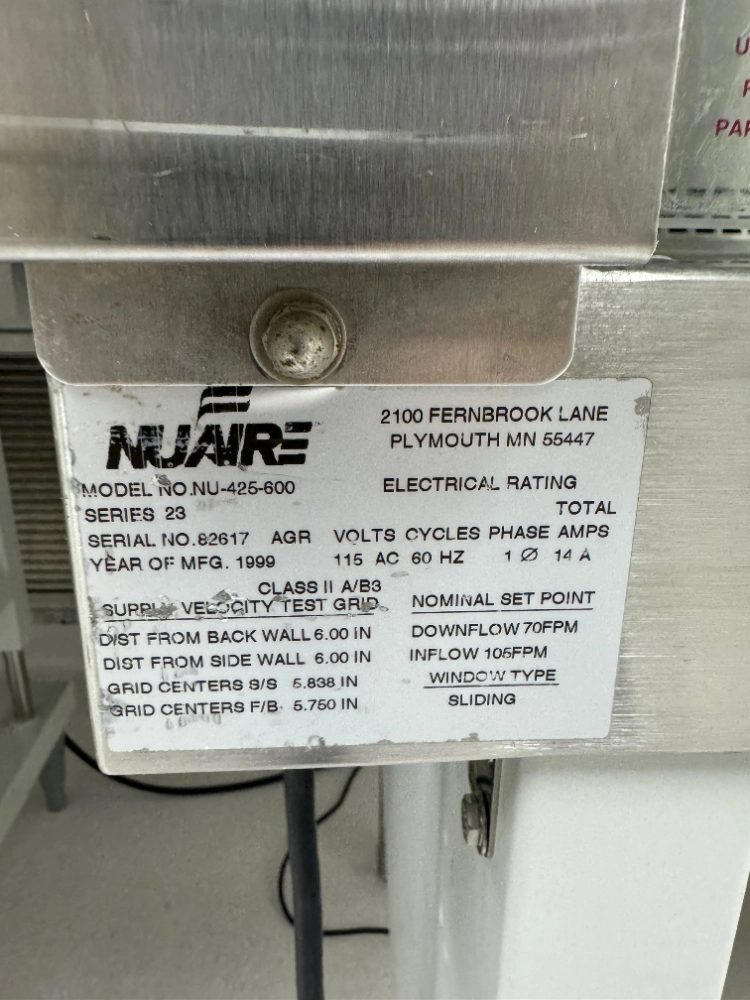 U
PAR
NUAIRE
2100 FERNBROOK LANE
PLYMOUTH MN 55447
MODEL NO.NU-425-600
SERIES 23
SERIAL NO.82617 AGR
YEAR OF MFG. 1999
ELECTRICAL RATING
TOTAL
VOLTS CYCLES PHASE AMPS
115 AC 60 HZ 1 Ø 14 A
CLASS II A/B3
SUPPLY VELOCITY TEST GRID
DIST FROM BACK WALL 6.00 IN
DIST FROM SIDE WALL 6.00 IN
GRID CENTERS S/S 5.838 IN
GRID CENTERS F/B 5.750 IN
NOMINAL SET POINT
DOWNFLOW 70FPM
INFLOW 105FPM
WINDOW TYPE
SLIDING